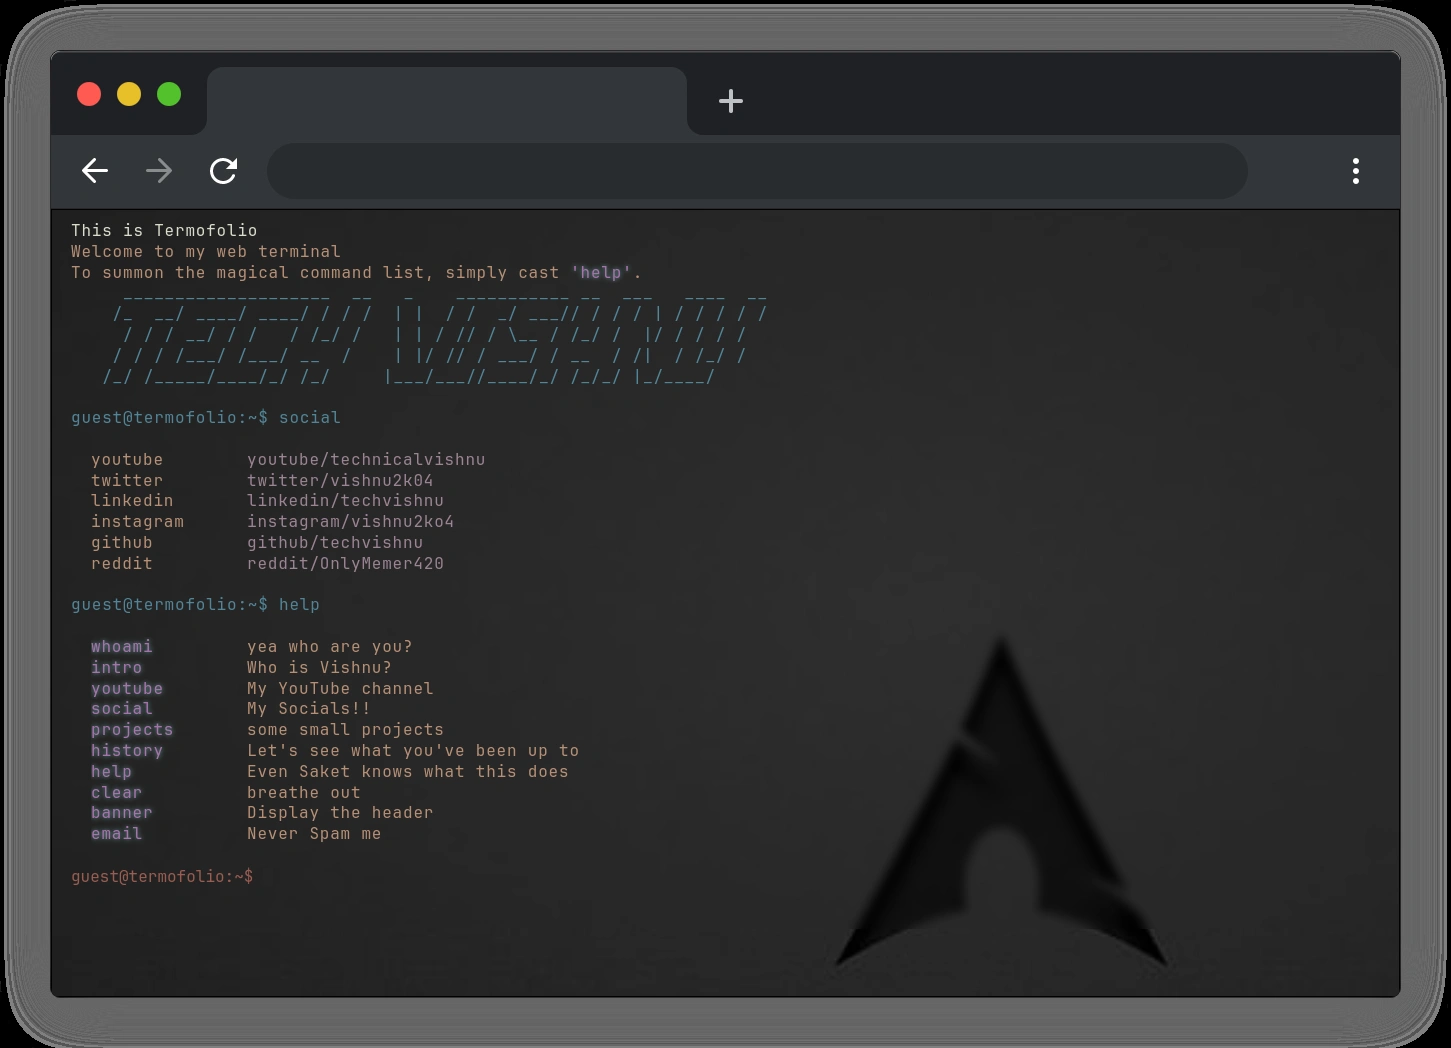 This is Termofolio
Welcome to my web terminal
To summon the magical command list, simply cast 'help'.
TECH VISHNU
guest@termofolio:~$ social
youtube youtube/technicalvishnu
twitter twitter/vishnu2k04
linkedin linkedin/techvishnu
instagram instagram/vishnu2ko4
github github/techvishnu
reddit reddit/OnlyMemer420
guest@termofolio:~$ help
whoami yea who are you?
intro Who is Vishnu?
youtube My YouTube channel
social My Socials!!
projects some small projects
history Let's see what you've been up to
help Even Saket knows what this does
clear breathe out
banner Display the header
email Never Spam me
guest@termofolio:~$